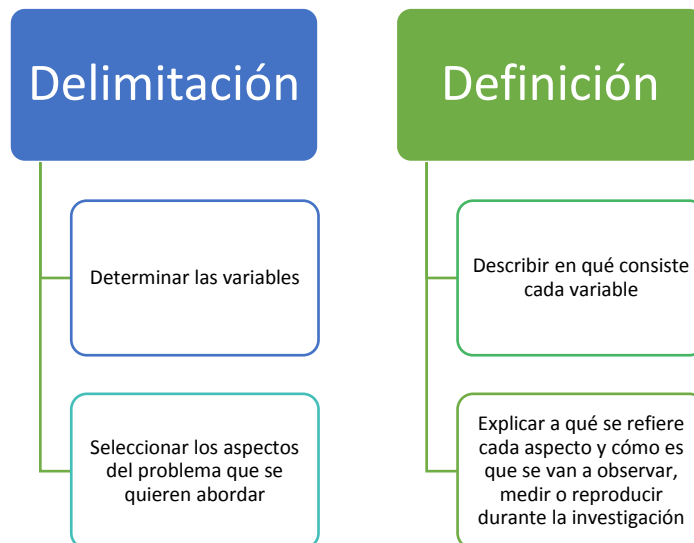 Delimitación
Determinar las variables
Seleccionar los aspectos
del problema que se
quieren abordar
Definición
Describir en qué consiste
cada variable
Explicar a qué se refiere
cada aspecto y cómo es
que se van a observar,
medir o reproducir
durante la investigación